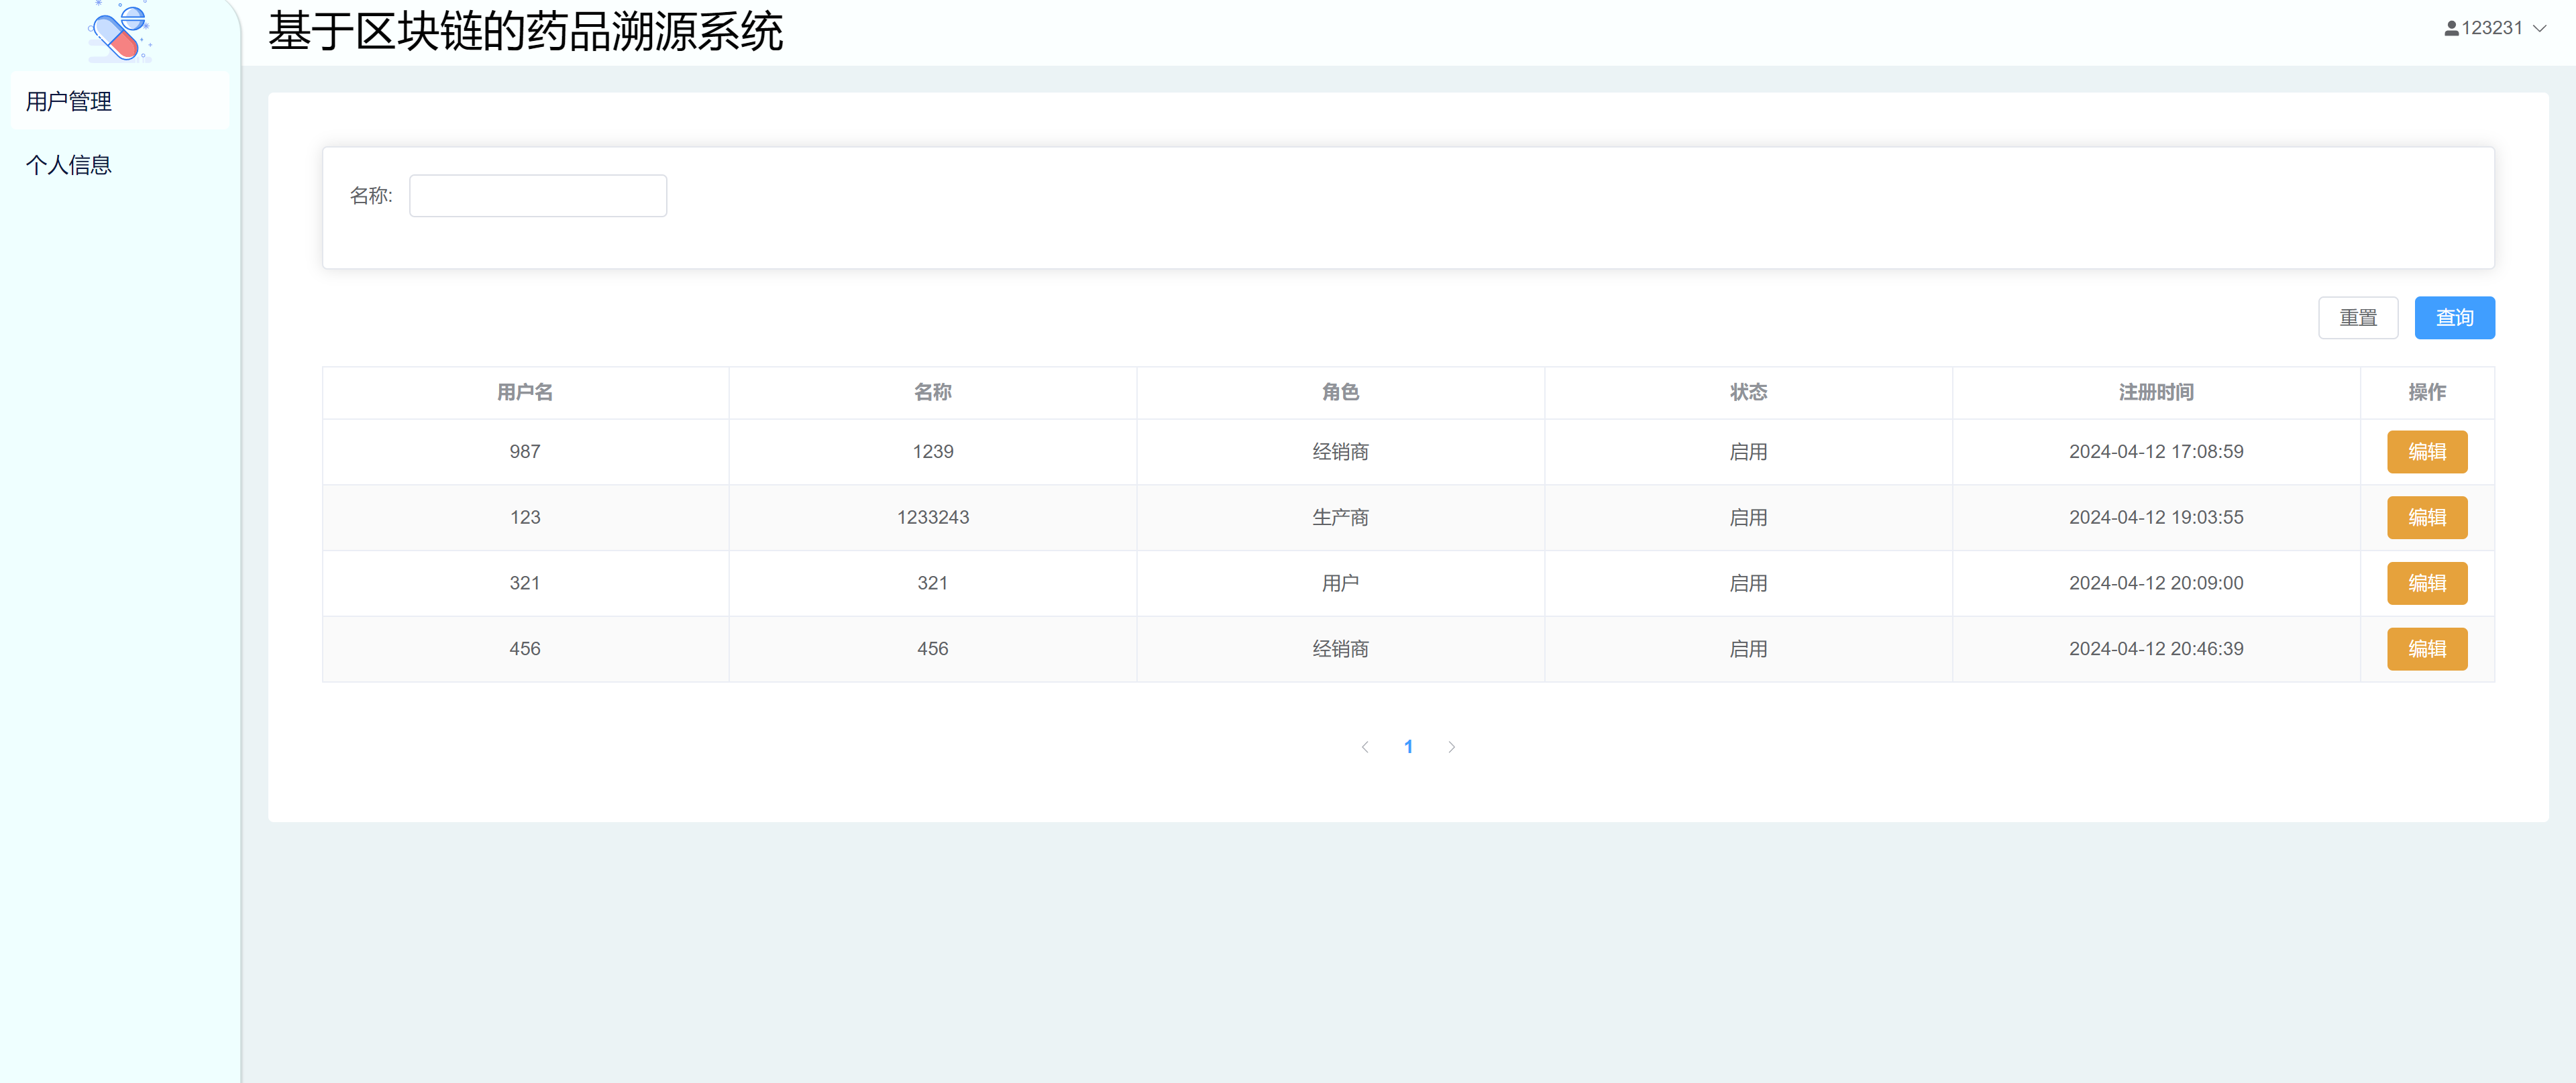 基于区块链的药品溯源系统
123231
用户管理
个人信息
名称:
重置 查询
用户名 名称 角色 状态 注册时间 操作
987 1239 经销商 启用 2024-04-12 17:08:59 编辑
123 1233243 生产商 启用 2024-04-12 19:03:55 编辑
321 321 用户 启用 2024-04-12 20:09:00 编辑
456 456 经销商 启用 2024-04-12 20:46:39 编辑
1